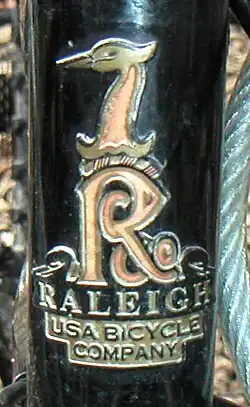 R
RALEIGH
USA BICYCLE
COMPANY